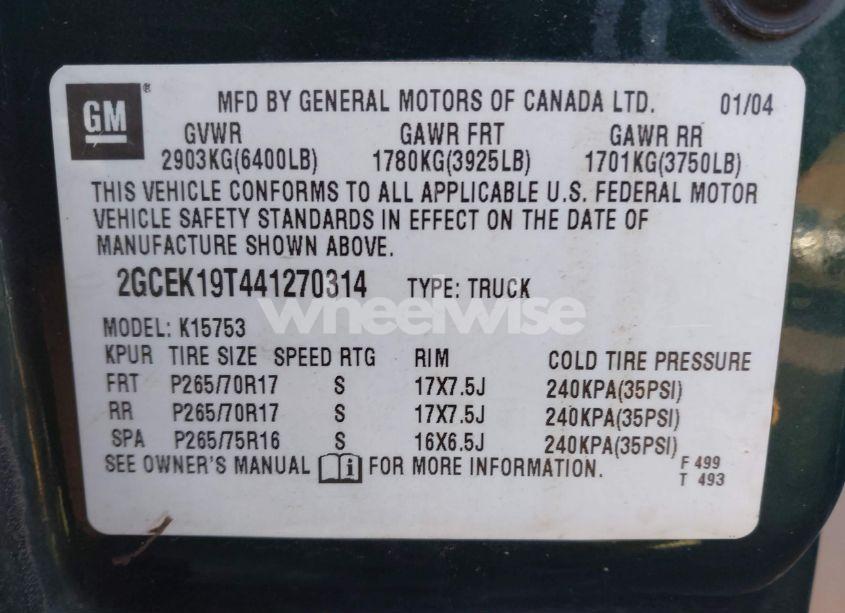 GM® MFD BY GENERAL MOTORS OF CANADA LTD. 01/04
GVWR GAWR FRT GAWR RR
2903KG(6400LB) 1780KG(3925LB) 1701KG(3750LB)
THIS VEHICLE CONFORMS TO ALL APPLICABLE U.S. FEDERAL MOTOR
VEHICLE SAFETY STANDARDS IN EFFECT ON THE DATE OF
MANUFACTURE SHOWN ABOVE.
2GCEK19T441270314 TYPE: TRUCK
wheelwise
MODEL: K15753
KPUR TIRE SIZE SPEED RTG RIM COLD TIRE PRESSURE
FRT P265/70R17 S 17X7.5J 240KPA(35PSI)
RR P265/70R17 S 17X7.5J 240KPA(35PSI)
SPA P265/75R16 S 16X6.5J 240KPA(35PSI)
SEE OWNER'S MANUAL FOR MORE INFORMATION. F 499
T 493